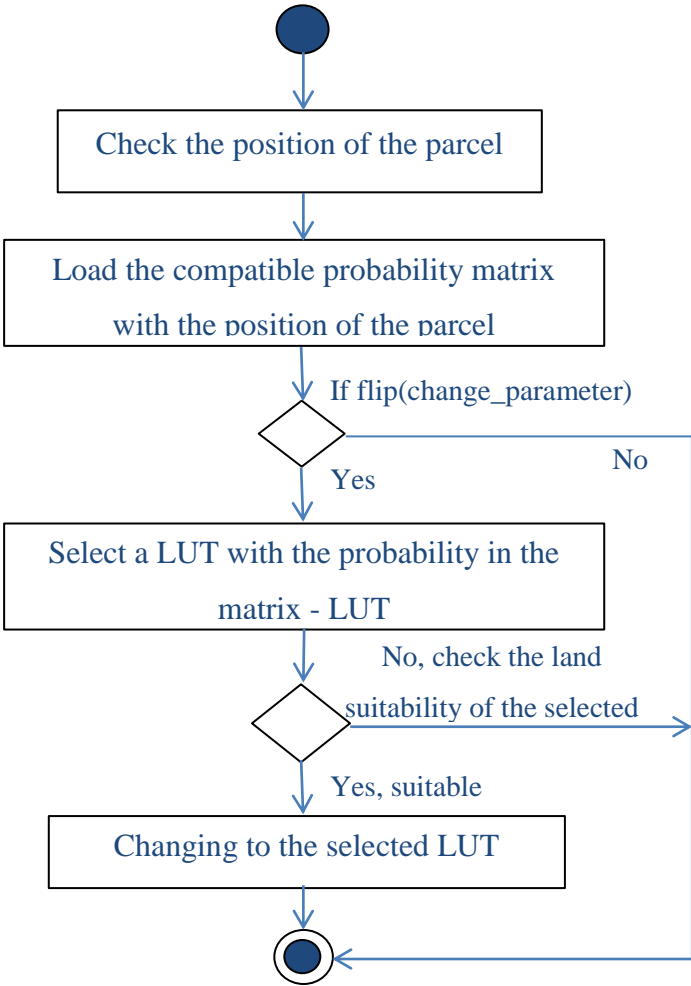 Check the position of the parcel
Load the compatible probability matrix
with the position of the parcel
If flip(change_parameter)
No
Yes
Select a LUT with the probability in the
matrix - LUT
No, check the land
suitability of the selected
Yes, suitable
Changing to the selected LUT